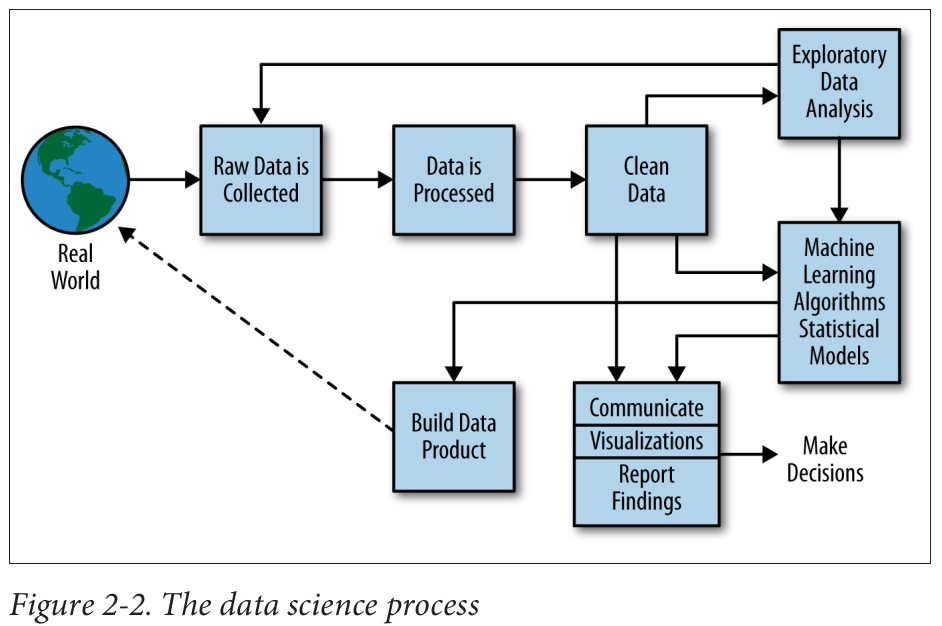 Exploratory
Data
Analysis
Raw Data is
Collected
Data is
Processed
Clean
Data
Real
World
Machine
Learning
Algorithms
Statistical
Models
Build Data
Product
Communicate
Visualizations
Report
Findings
Make
Decisions
Figure 2-2. The data science process